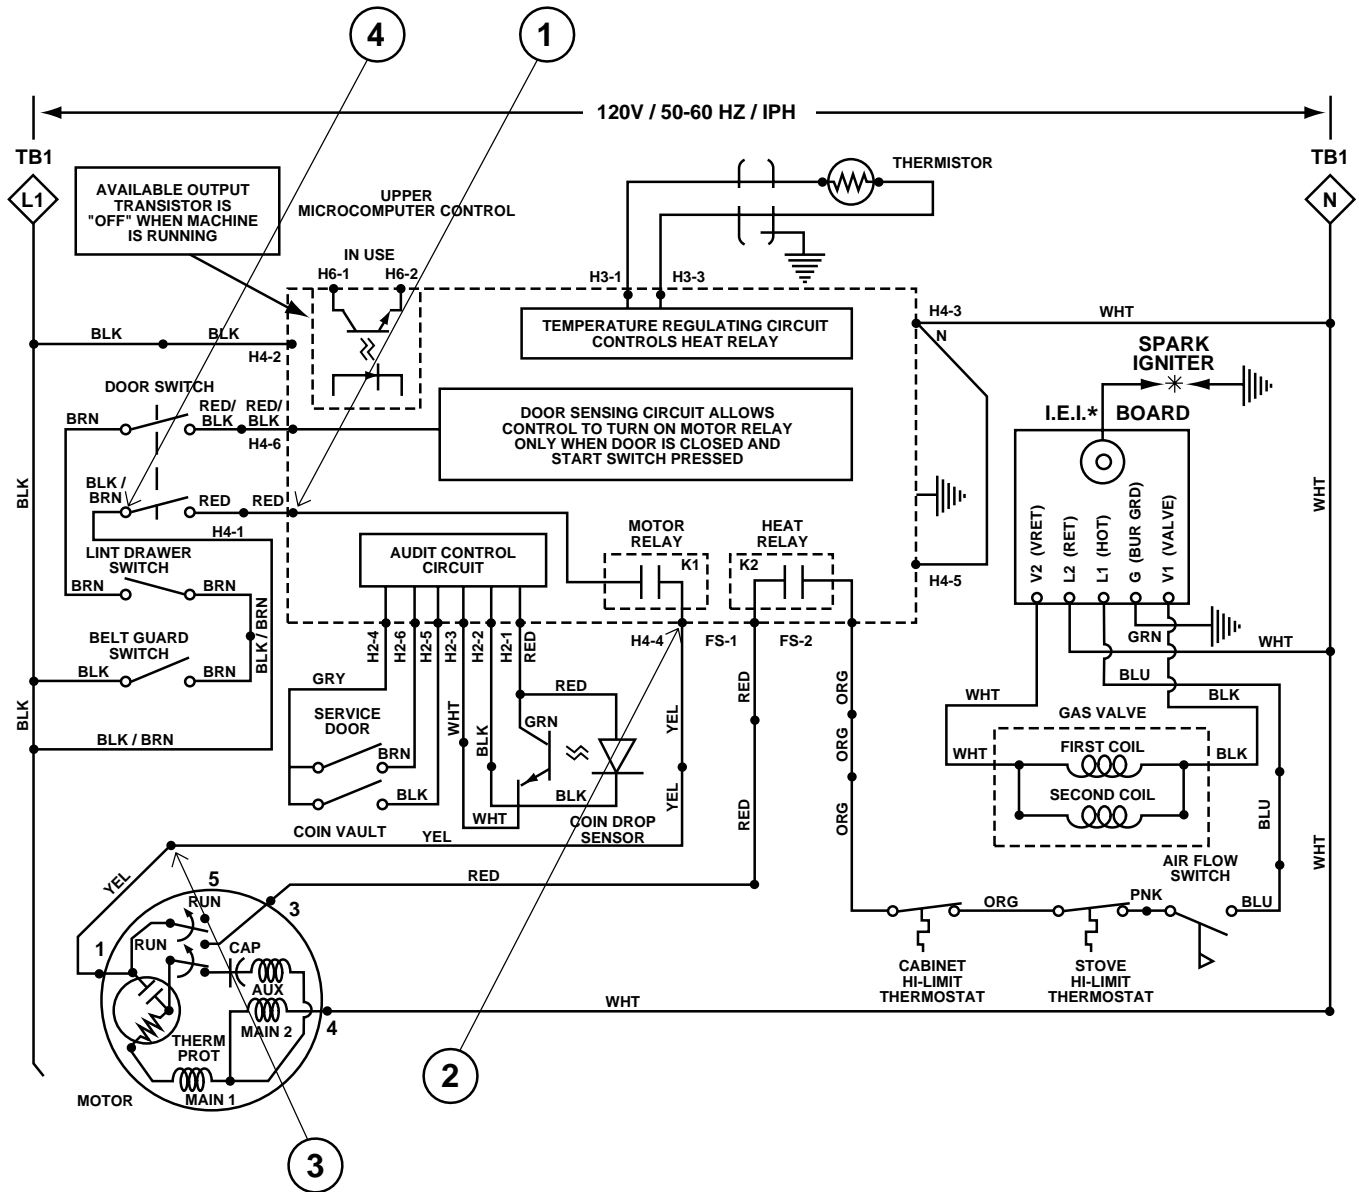 4
1
120V / 50-60 HZ / IPH
TB1
TB1
L1
N
AVAILABLE OUTPUT
TRANSISTOR IS
"OFF" WHEN MACHINE
IS RUNNING
UPPER
MICROCOMPUTER CONTROL
THERMISTOR
IN USE
H6-1
H6-2
H3-1
H3-3
H4-3
WHT
N
BLK
BLK
H4-2
TEMPERATURE REGULATING CIRCUIT
CONTROLS HEAT RELAY
SPARK
IGNITER
DOOR SWITCH
BRN
RED/
BLK
RED/
BLK
H4-6
DOOR SENSING CIRCUIT ALLOWS
CONTROL TO TURN ON MOTOR RELAY
ONLY WHEN DOOR IS CLOSED AND
START SWITCH PRESSED
I.E.I.* BOARD
BLK
BLK /
BRN
RED
RED
H4-1
WHT
V2 (VRET)
L2 (RET)
L1 (HOT)
G (BUR GRD)
V1 (VALVE)
LINT DRAWER
SWITCH
BRN
BRN
AUDIT CONTROL
CIRCUIT
MOTOR
RELAY
K1
HEAT
RELAY
K2
H4-5
BELT GUARD
SWITCH
BLK
BRN
BLK / BRN
H2-4
H2-6
H2-5
H2-3
H2-2
H2-1
RED
H4-4
FS-1
FS-2
GRN
WHT
BLU
BLK
GRY
RED
WHT
BLK
SERVICE
DOOR
BRN
BLK
COIN VAULT
WHT
BLK
GRN
BLK
COIN DROP
SENSOR
YEL
YEL
RED
RED
ORG
ORG
ORG
WHT
GAS VALVE
WHT
FIRST COIL
BLK
SECOND COIL
BLU
WHT
BLK / BRN
YEL
YEL
RED
AIR FLOW
SWITCH
5
RUN
3
ORG
PNK
BLU
1
RUN
CAP
AUX
CABINET
HI-LIMIT
THERMOSTAT
STOVE
HI-LIMIT
THERMOSTAT
WHT
MAIN 2
4
THERM
PROT
2
MAIN 1
MOTOR
3